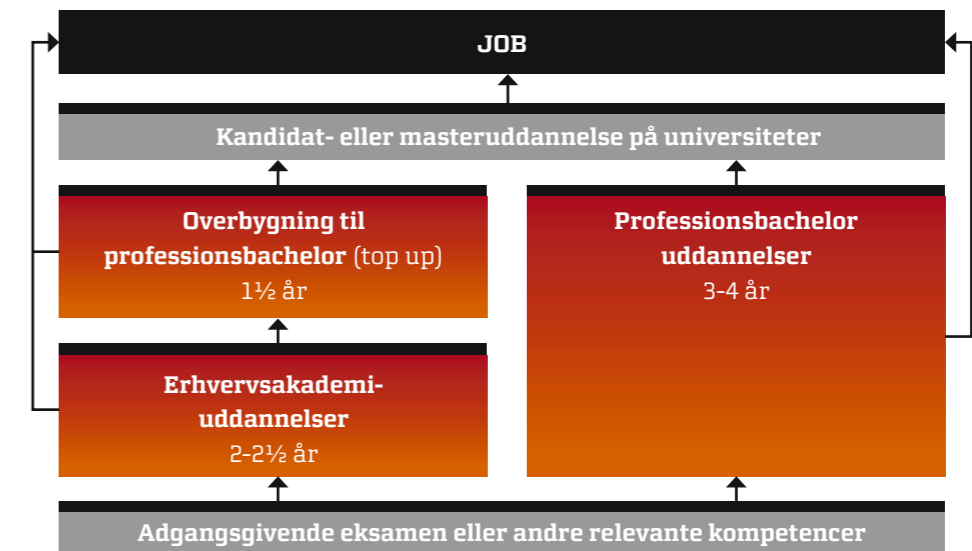 JOB
Kandidat- eller masteruddannelse på universiteter
Overbygning til
professionsbachelor (top up)
1½ år
Professionsbachelor
uddannelser
3-4 år
Erhvervsakademi-
uddannelser
2-2½ år
Adgangsgivende eksamen eller andre relevante kompetencer